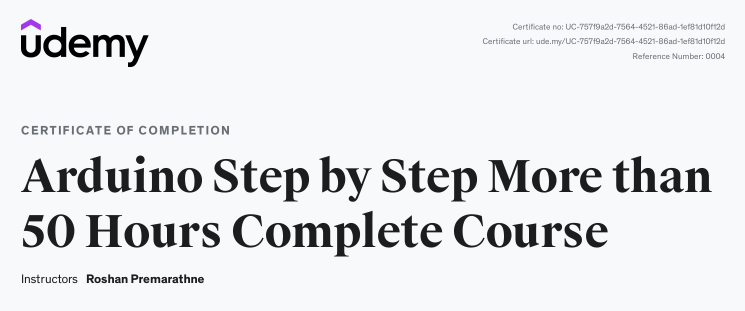 udemy
Certificate no: UC-757f9a2d-7564-4521-86ad-1ef81d10f12d
Certificate url: ude.my/UC-757f9a2d-7564-4521-86ad-1ef81d10f12d
Reference Number: 0004
CERTIFICATE OF COMPLETION
Arduino Step by Step More than
50 Hours Complete Course
Instructors Roshan Premarathne